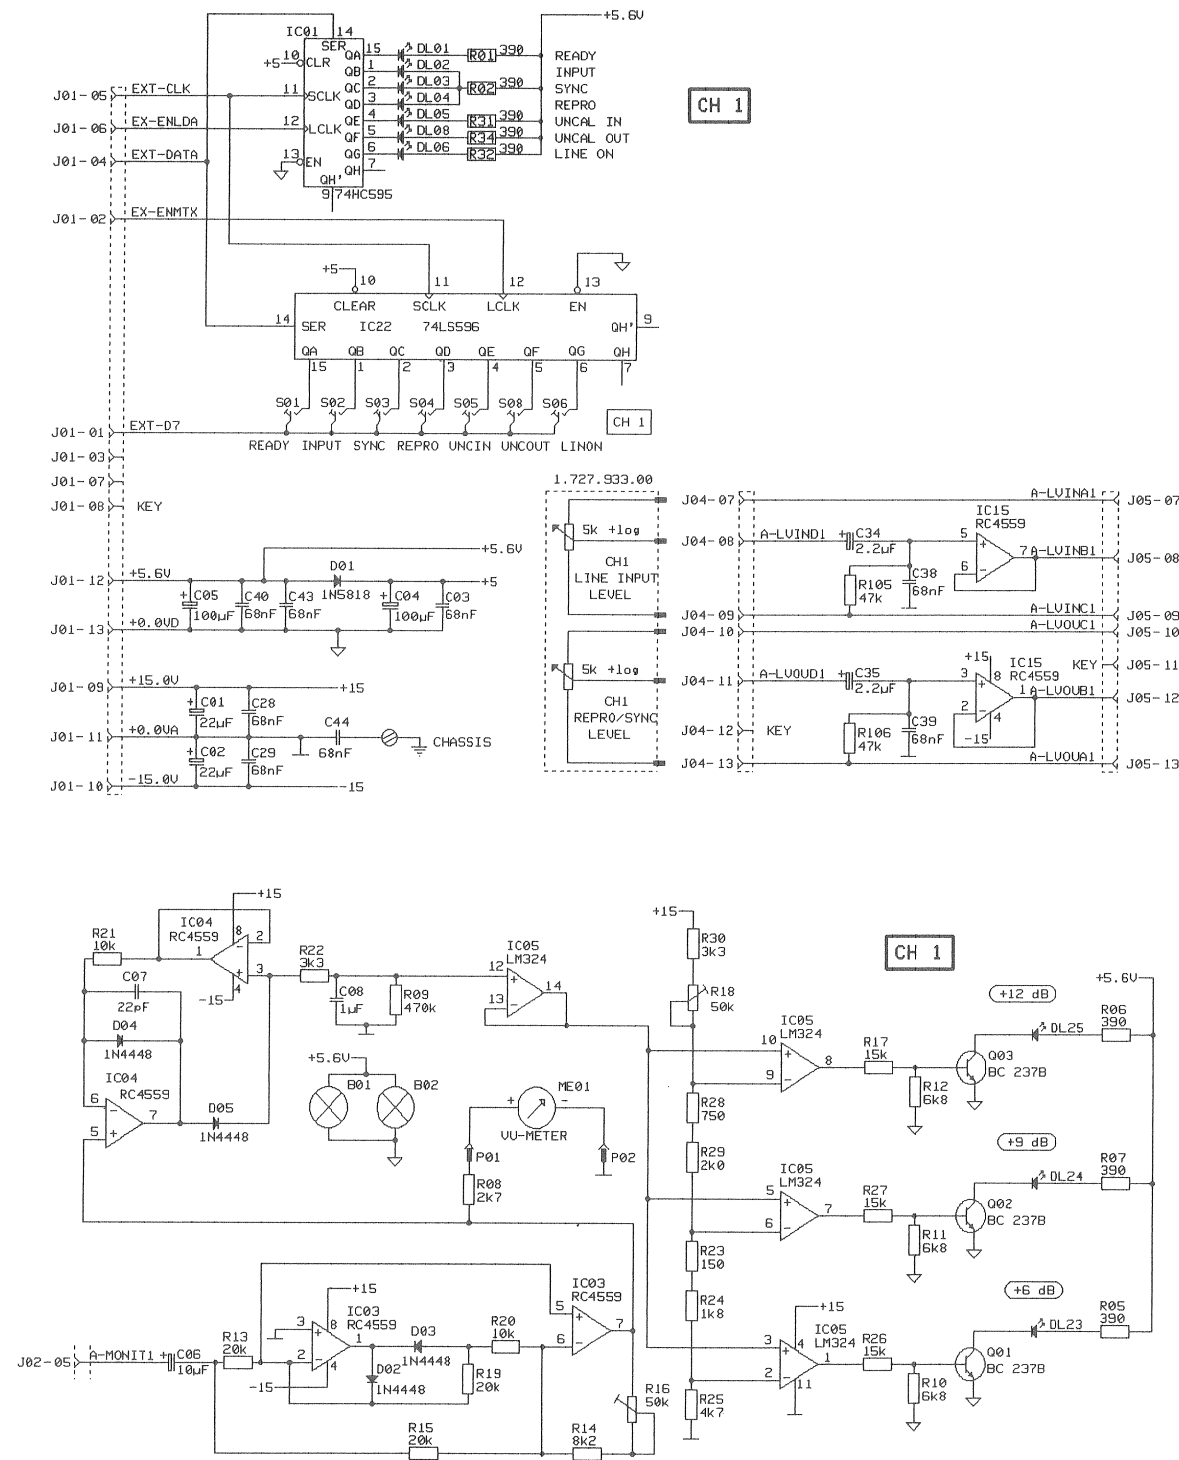 +5.6V
IC01 14
SER
QA 15 DL01 R01 390 READY
+5 10 CLR QB 1 DL02 INPUT
QC 2 DL03 R02 390 SYNC
J01-05 EXT-CLK 11 SCLK QD 3 DL04 REPRO
QE 4 DL05 R31 390 UNCAL IN
J01-06 EX-ENLDA 12 LCLK QF 5 DL08 R34 390 UNCAL OUT
QG 6 DL06 R32 390 LINE ON
J01-04 EXT-DATA 13 EN QH 7
QH'
9 74HC595
CH 1
J01-02 EX-ENMTX
+5 10 11 12 13
CLEAR SCLK LCLK EN
14 SER IC22 74LS596 QH' 9
QA QB QC QD QE QF QG QH
15 1 2 3 4 5 6 7
S01 S02 S03 S04 S05 S08 S06
CH 1
J01-01 EXT-D7
READY INPUT SYNC REPRO UNCIN UNCOUT LINON
J01-03
J01-07
J01-08 KEY
+5.6V
J01-12 +5.6V D01 1N5818 +5
+ C05 100µF C40 68nF C43 68nF + C04 100µF C03 68nF
J01-13 +0.0VD
J01-09 +15.0V +15
+ C01 22µF C28 68nF
J01-11 +0.0VA C44 68nF CHASSIS
+ C02 22µF C29 68nF
J01-10 -15.0V -15
1.727.933.00
5k +log
CH1
LINE INPUT
LEVEL
5k +log
CH1
REPRO/SYNC
LEVEL
J04-07 A-LVINA1 J05-07
IC15
RC4559
J04-08 A-LVIND1 + C34 2.2µF 5 + 6 - 7 A-LVINB1 J05-08
R105 47k C38 68nF
J04-09 A-LVINC1 J05-09
J04-10 A-LVOUC1 J05-10
+15 8 IC15 RC4559 KEY J05-11
J04-11 A-LVOUD1 + C35 2.2µF 3 + 2 - 1 A-LVOUB1 J05-12
-15 4
J04-12 KEY R106 47k C39 68nF
J04-13 A-LVOUA1 J05-13
+15
R21 10k IC04 RC4559 8 2 - 1 + 3 4 -15
R22 3k3
C07 22pF
C08 1µF R09 470k
IC05 LM324 12 + 13 - 14
D04
1N4448
IC04
RC4559
6 - 5 + 7
D05
1N4448
+5.6V
B01 B02
ME01
+ -
VU-METER
P01 P02
R08
2k7
+15
R30
3k3
R18
50k
R28
750
R29
2k0
R23
150
R24
1k8
R25
4k7
CH 1
+5.6V
+12 dB
IC05 LM324 10 + 9 - 8 R17 15k R12 6k8 Q03 BC 237B DL25 R06 390
+9 dB
IC05 LM324 5 + 6 - 7 R27 15k R11 6k8 Q02 BC 237B DL24 R07 390
+6 dB
+15 4 IC05 LM324 3 + 2 - 1 11 R26 15k R10 6k8 Q01 BC 237B DL23 R05 390
J02-05 A-MONIT1 + C06 10µF R13 20k
+15
3 + 8 IC03 RC4559 1
2 - 4
-15
D03
1N4448
D02
1N4448
R20
10k
R19
20k
IC03
RC4559
5 + 6 - 7
R16
50k
R15
20k
R14
8k2